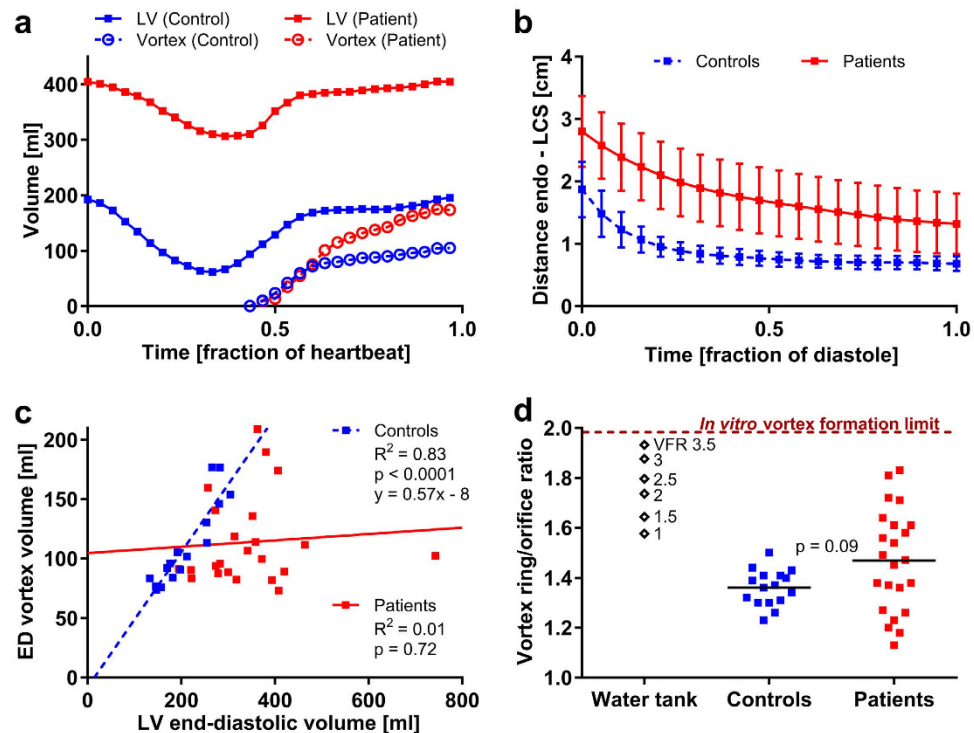 a
LV (Control)
LV (Patient)
Vortex (Control)
Vortex (Patient)
400
300
200
100
0
Volume [ml]
0.0
0.5
1.0
Time [fraction of heartbeat]
b
Controls
Patients
4
3
2
1
0
Distance endo - LCS [cm]
0.0
0.5
1.0
Time [fraction of diastole]
c
Controls
R² = 0.83
p < 0.0001
y = 0.57x - 8
Patients
R² = 0.01
p = 0.72
200
150
100
50
0
ED vortex volume [ml]
0
200
400
600
800
LV end-diastolic volume [ml]
d
In vitro vortex formation limit
VFR 3.5
3
2.5
2
1.5
1
p = 0.09
2.0
1.8
1.6
1.4
1.2
1.0
Vortex ring/orifice ratio
Water tank
Controls
Patients